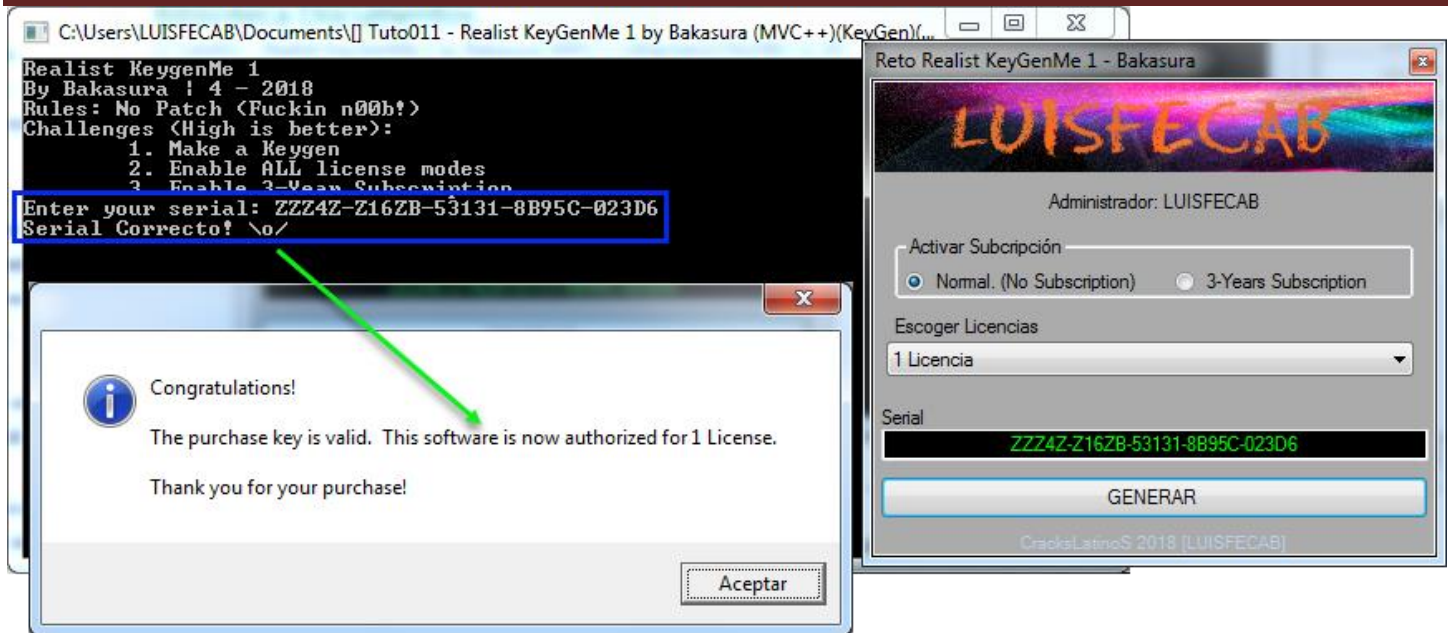 C:\Users\LUISFECAB\Documents\[] Tuto011 - Realist KeyGenMe 1 by Bakasura (MVC++)(KeyGen)(...
Realist KeygenMe 1
By Bakasura ¦ 4 - 2018
Rules: No Patch (Fuckin n00b!)
Challenges (High is better):
1. Make a Keygen
2. Enable ALL license modes
3. Enable 3-Year Subscription
Enter your serial: ZZZ4Z-Z16ZB-53131-8B95C-023D6
Serial Correcto! \o/
Congratulations!
The purchase key is valid.  This software is now authorized for 1 License.
Thank you for your purchase!
Aceptar
Reto Realist KeyGenMe 1 - Bakasura
LUISFECAB
Administrador: LUISFECAB
Activar Subcripción
Normal. (No Subscription)
3-Years Subscription
Escoger Licencias
1 Licencia
Serial
ZZZ4Z-Z16ZB-53131-8B95C-023D6
GENERAR
CracksLatinoS 2018 [LUISFECAB]